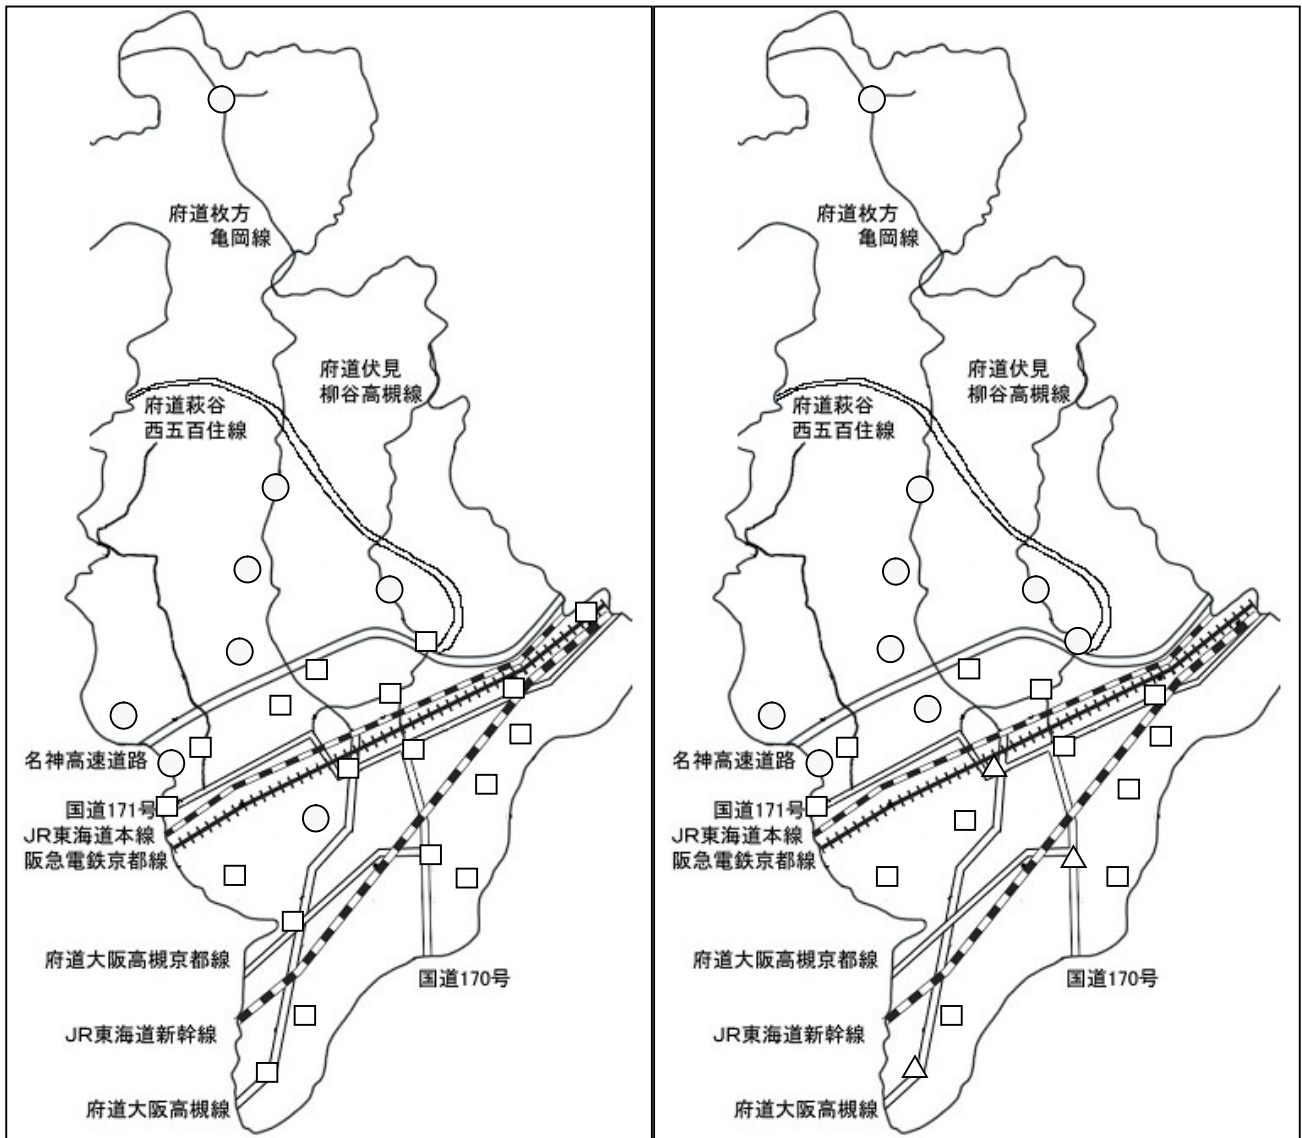 府道枚方
亀岡線
府道伏見
柳谷高槻線
府道萩谷
西五百住線
名神高速道路
国道171号
JR東海道本線
阪急電鉄京都線
府道大阪高槻京都線
国道170号
JR東海道新幹線
府道大阪高槻線
府道枚方
亀岡線
府道伏見
柳谷高槻線
府道萩谷
西五百住線
名神高速道路
国道171号
JR東海道本線
阪急電鉄京都線
府道大阪高槻京都線
国道170号
JR東海道新幹線
府道大阪高槻線